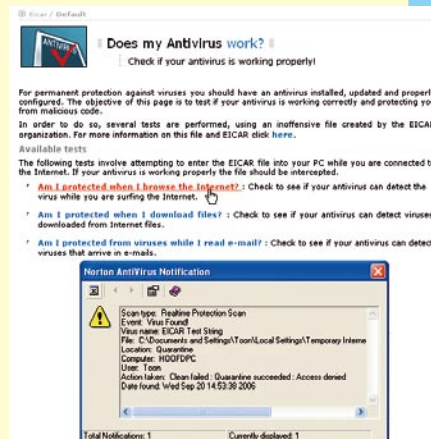 Eicar / Default
ANTIVIRUS
Does my Antivirus work?
Check if your antivirus is working properly!
For permanent protection against viruses you should have an antivirus installed, updated and properl
configured. The objective of this page is to test if your antivirus is working correctly and protecting you
from malicious code.
In order to do so, several tests are performed, using an inoffensive file created by the EICAR
organization. For more information on this file and EICAR click here.
Available tests
The following tests involve attempting to enter the EICAR file into your PC while you are connected t
the Internet. If your antivirus is working properly the file should be intercepted.
Am I protected when I browse the Internet? : Check to see if your antivirus can detect the
virus while you are surfing the Internet.
Am I protected when I download files? : Check to see if your antivirus can detect viruses
downloaded from Internet files.
Am I protected from viruses while I read e-mail? : Check to see if your antivirus can detect
viruses that arrive in e-mails.
Norton AntiVirus Notification
Scan type: Realtime Protection Scan
Event: Virus Found!
Virus name: EICAR Test String
File: C:\Documents and Settings\Toon\Local Settings\Temporary Interne
Location: Quarantine
Computer: HOOFDPC
User: Toon
Action taken: Clean failed : Quarantine succeeded : Access denied
Date found: Wed Sep 20 14:53:38 2006
Total Notifications: 1 Currently displayed: 1